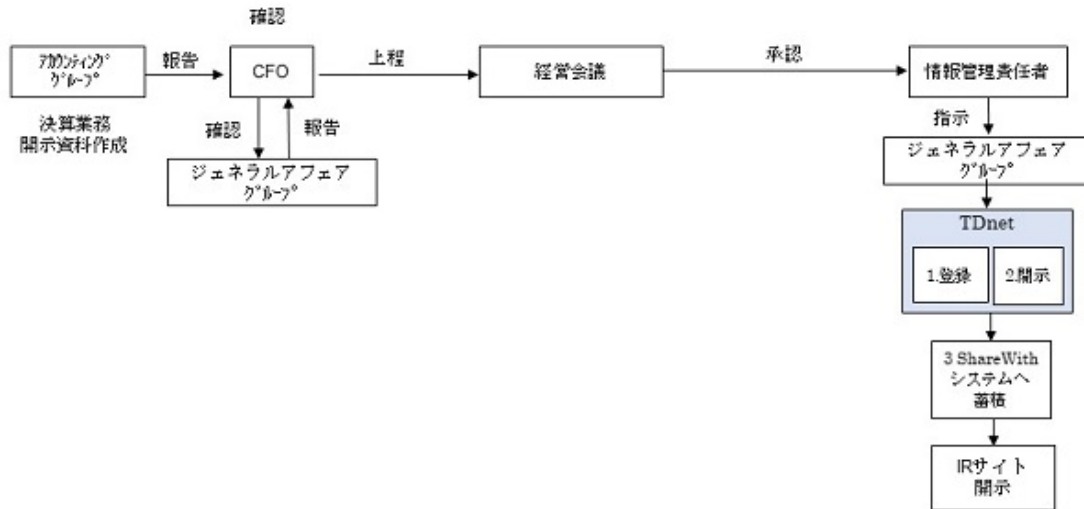 確認
ｱｶｳﾝﾃｨﾝｸﾞ
ｸﾞﾙｰﾌﾟ
報告
CFO
上程
経営会議
承認
情報管理責任者
決算業務
開示資料作成
確認
報告
指示
ジェネラルアフェア
ｸﾞﾙｰﾌﾟ
ジェネラルアフェア
ｸﾞﾙｰﾌﾟ
TDnet
1.登録
2.開示
3 ShareWith
システムへ
蓄積
IRサイト
開示